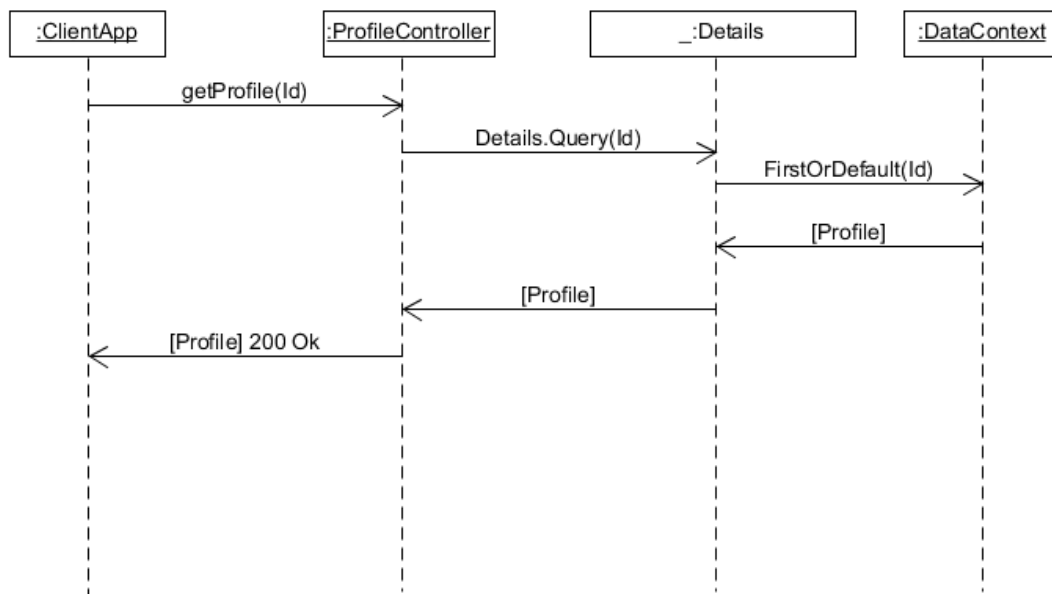 :ClientApp
:ProfileController
_:Details
:DataContext
getProfile(Id)
Details.Query(Id)
FirstOrDefault(Id)
[Profile]
[Profile]
[Profile] 200 Ok